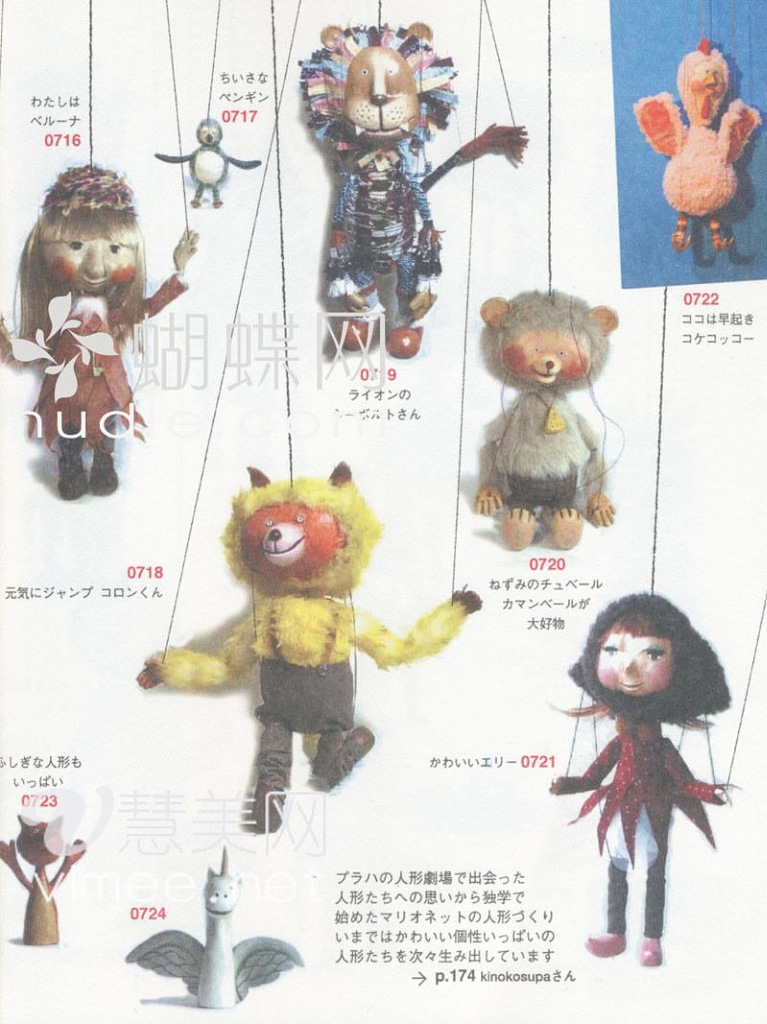 わたしは
ベルーナ
0716
ちいさな
ペンギン
0717
0722
ココは早起き
コケコッコー
ライオンの
さん
0718
元気にジャンプ コロンくん
0720
ねずみのチュベール
カマンベールが
大好物
かわいいエリー 0721
ふしぎな人形も
いっぱい
0723
0724
プラハの人形劇場で出会った
人形たちへの思いから独学で
始めたマリオネットの人形づくり
いまではかわいい個性いっぱいの
人形たちを次々生み出しています
→ p.174 kinokosupaさん
蝴蝶网
慧美网
vimeet.net